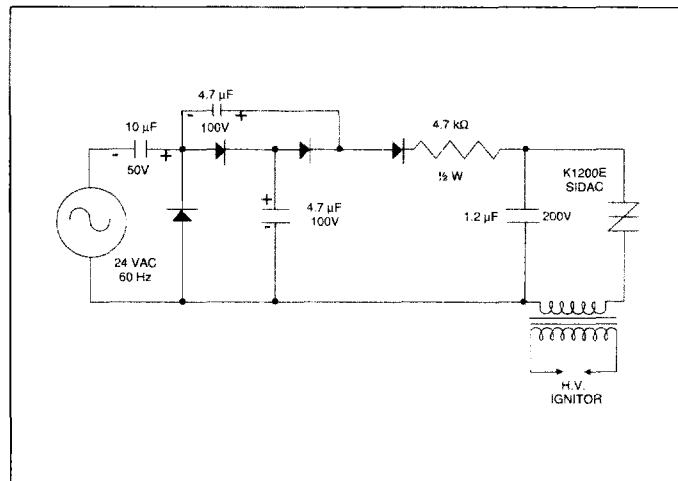 4.7 μF
- +
100V
10 μF
- +
50V
4.7 kΩ
½ W
K1200E
SIDAC
+
-
4.7 μF
100V
1.2 μF
200V
24 VAC
60 Hz
H.V.
IGNITOR